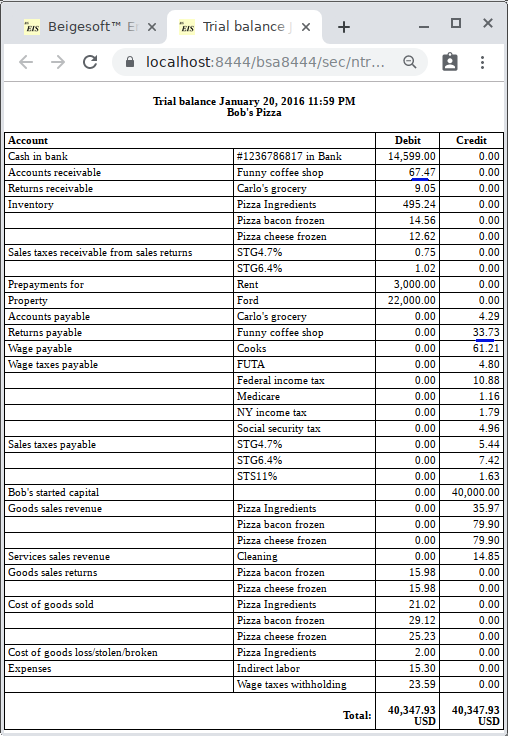 Beigesoft™ E
EIS Trial balance
localhost:8444/bsa8444/sec/ntr...
Trial balance January 20, 2016 11:59 PM
Bob's Pizza
Account Debit Credit
Cash in bank #1236786817 in Bank 14,599.00 0.00
Accounts receivable Funny coffee shop 67.47 0.00
Returns receivable Carlo's grocery 9.05 0.00
Inventory Pizza Ingredients 495.24 0.00
Pizza bacon frozen 14.56 0.00
Pizza cheese frozen 12.62 0.00
Sales taxes receivable from sales returns STG4.7% 0.75 0.00
STG6.4% 1.02 0.00
Prepayments for Rent 3,000.00 0.00
Property Ford 22,000.00 0.00
Accounts payable Carlo's grocery 0.00 4.29
Returns payable Funny coffee shop 0.00 33.73
Wage payable Cooks 0.00 61.21
Wage taxes payable FUTA 0.00 4.80
Federal income tax 0.00 10.88
Medicare 0.00 1.16
NY income tax 0.00 1.79
Social security tax 0.00 4.96
Sales taxes payable STG4.7% 0.00 5.44
STG6.4% 0.00 7.42
STS11% 0.00 1.63
Bob's started capital 0.00 40,000.00
Goods sales revenue Pizza Ingredients 0.00 35.97
Pizza bacon frozen 0.00 79.90
Pizza cheese frozen 0.00 79.90
Services sales revenue Cleaning 0.00 14.85
Goods sales returns Pizza bacon frozen 15.98 0.00
Pizza cheese frozen 15.98 0.00
Cost of goods sold Pizza Ingredients 21.02 0.00
Pizza bacon frozen 29.12 0.00
Pizza cheese frozen 25.23 0.00
Cost of goods loss/stolen/broken Pizza Ingredients 2.00 0.00
Expenses Indirect labor 15.30 0.00
Wage taxes withholding 23.59 0.00
Total: 40,347.93 USD 40,347.93 USD